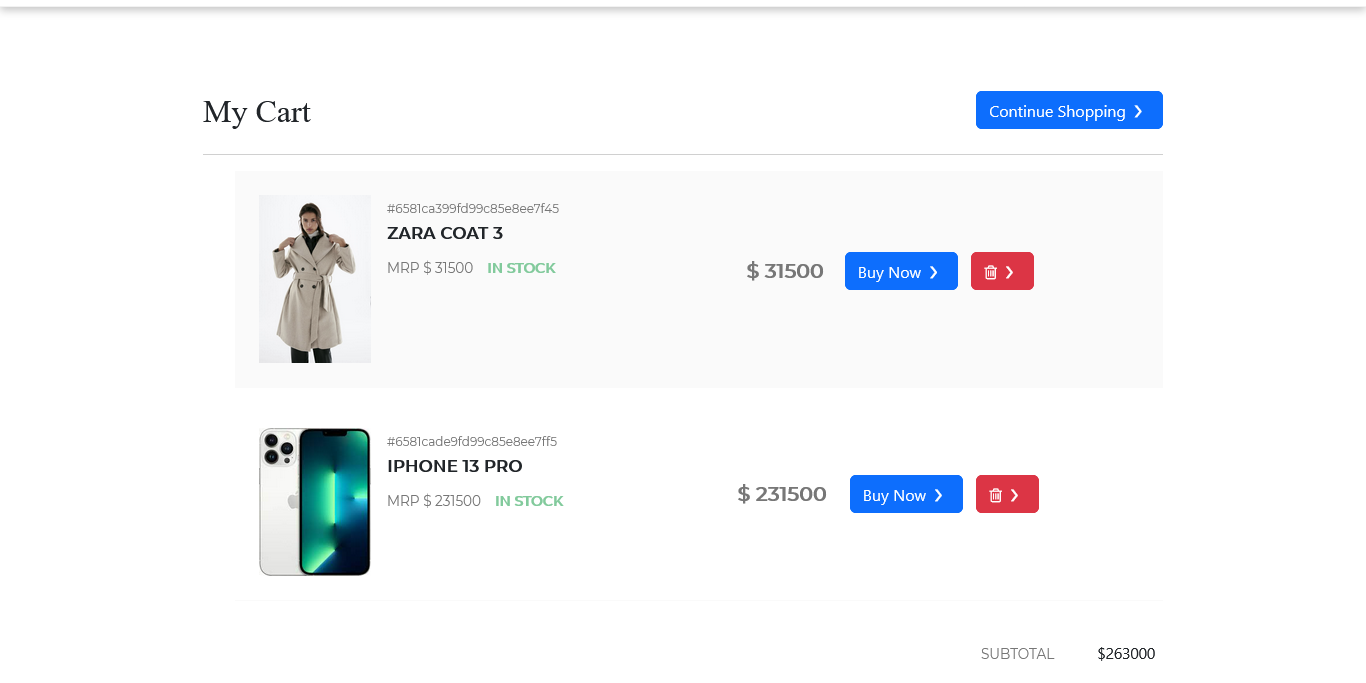 My Cart
Continue Shopping
#6581ca399fd99c85e8ee7f45
ZARA COAT 3
MRP $ 31500 IN STOCK
$ 31500
Buy Now
#6581cade9fd99c85e8ee7ff5
IPHONE 13 PRO
MRP $ 231500 IN STOCK
$ 231500
Buy Now
SUBTOTAL $263000